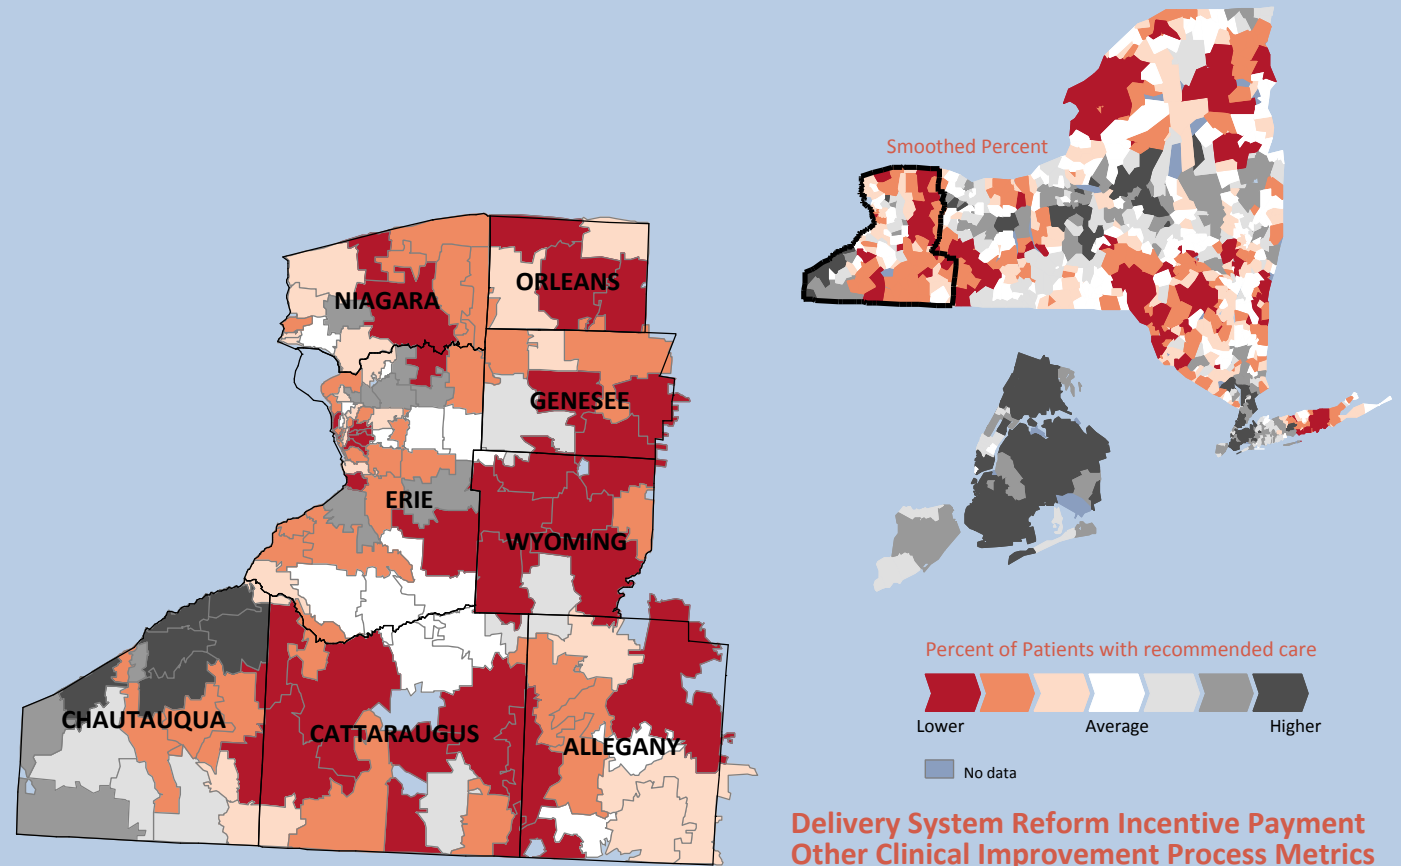 Smoothed Percent
NIAGARA
ORLEANS
GENESEE
ERIE
WYOMING
CHAUTAUQUA
CATTARAUGUS
ALLEGANY
Percent of Patients with recommended care
Lower
Average
Higher
No data
Delivery System Reform Incentive Payment
Other Clinical Improvement Process Metrics